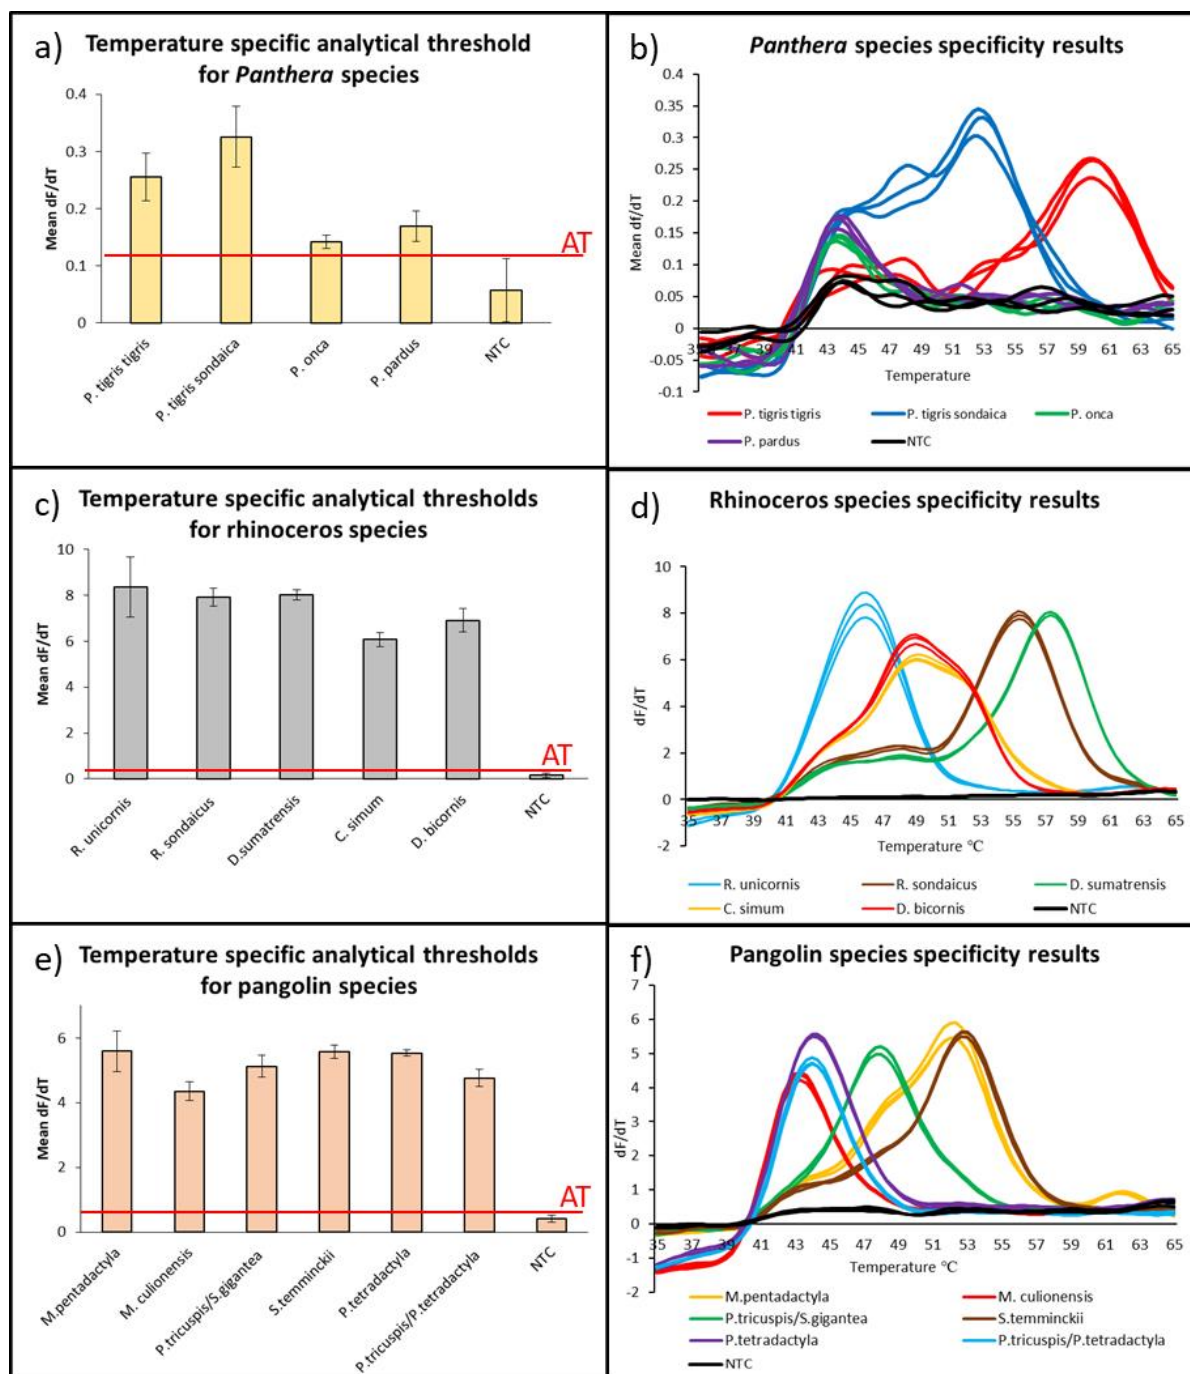 a) Temperature specific analytical threshold
for Panthera species
0.4
0.3
0.2
0.1
0
Mean dF/dT
AT
P. tigris tigris
P. tigris sondaica
P. onca
P. pardus
NTC
b) Panthera species specificity results
0.4
0.35
0.3
0.25
0.2
0.15
0.1
0.05
0
-0.05
-0.1
Mean df/dT
35 37 39 41 43 45 47 49 51 53 55 57 59 61 63 65
Temperature
P. tigris tigris P. tigris sondaica P. onca
P. pardus NTC
c) Temperature specific analytical thresholds
for rhinoceros species
10
8
6
4
2
0
Mean dF/dT
AT
R. unicornis
R. sondaicus
D.sumatrensis
C. simum
D. bicornis
NTC
d) Rhinoceros species specificity results
10
8
6
4
2
0
-2
dF/dT
35 37 39 41 43 45 47 49 51 53 55 57 59 61 63 65
Temperature °C
R. unicornis R. sondaicus D. sumatrensis
C. simum D. bicornis NTC
e) Temperature specific analytical thresholds
for pangolin species
6
4
2
0
Mean dF/dT
AT
M.pentadactyla
M. culionensis
P.tricuspis/S.gigantea
S.temminckii
P.tetradactyla
P.tricuspis/P.tetradactyla
NTC
f) Pangolin species specificity results
7
6
5
4
3
2
1
0
-1
-2
dF/dT
35 37 39 41 43 45 47 49 51 53 55 57 59 61 63 65
Temperature °C
M.pentadactyla M. culionensis
P.tricuspis/S.gigantea S.temminckii
P.tetradactyla P.tricuspis/P.tetradactyla
NTC